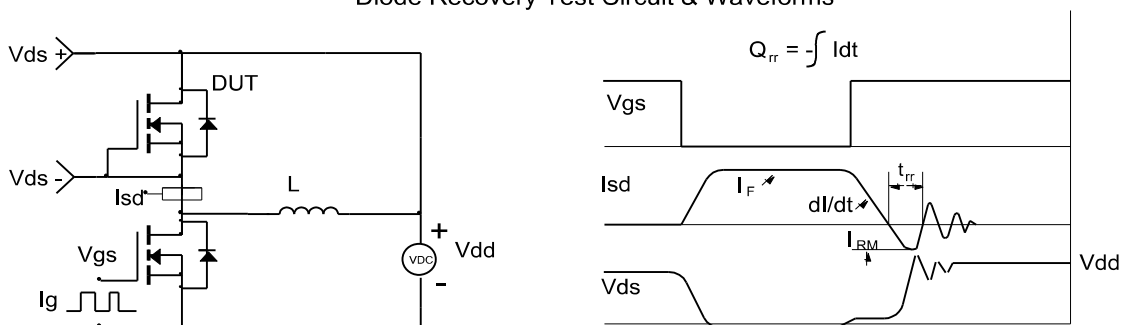 Diode Recovery Test Circuit & Waveforms
Vds +
DUT
Vds -
Isd
L
Vgs
Ig
VDC
+
-
Vdd
Qrr = -∫ Idt
Vgs
Isd
IF
dI/dt
trr
IRM
Vds
Vdd